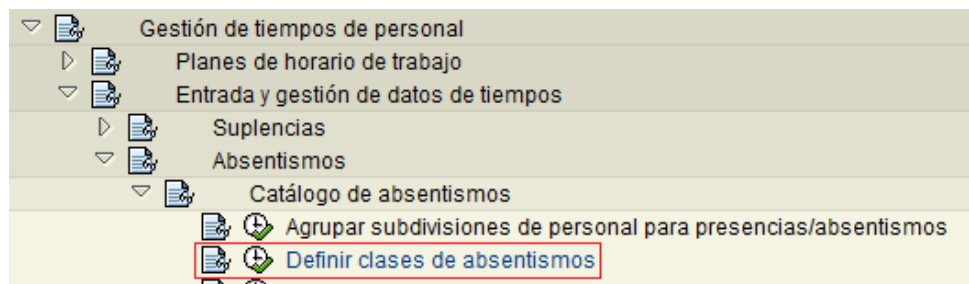 Gestión de tiempos de personal
Planes de horario de trabajo
Entrada y gestión de datos de tiempos
Suplencias
Absentismos
Catálogo de absentismos
Agrupar subdivisiones de personal para presencias/absentismos
Definir clases de absentismos